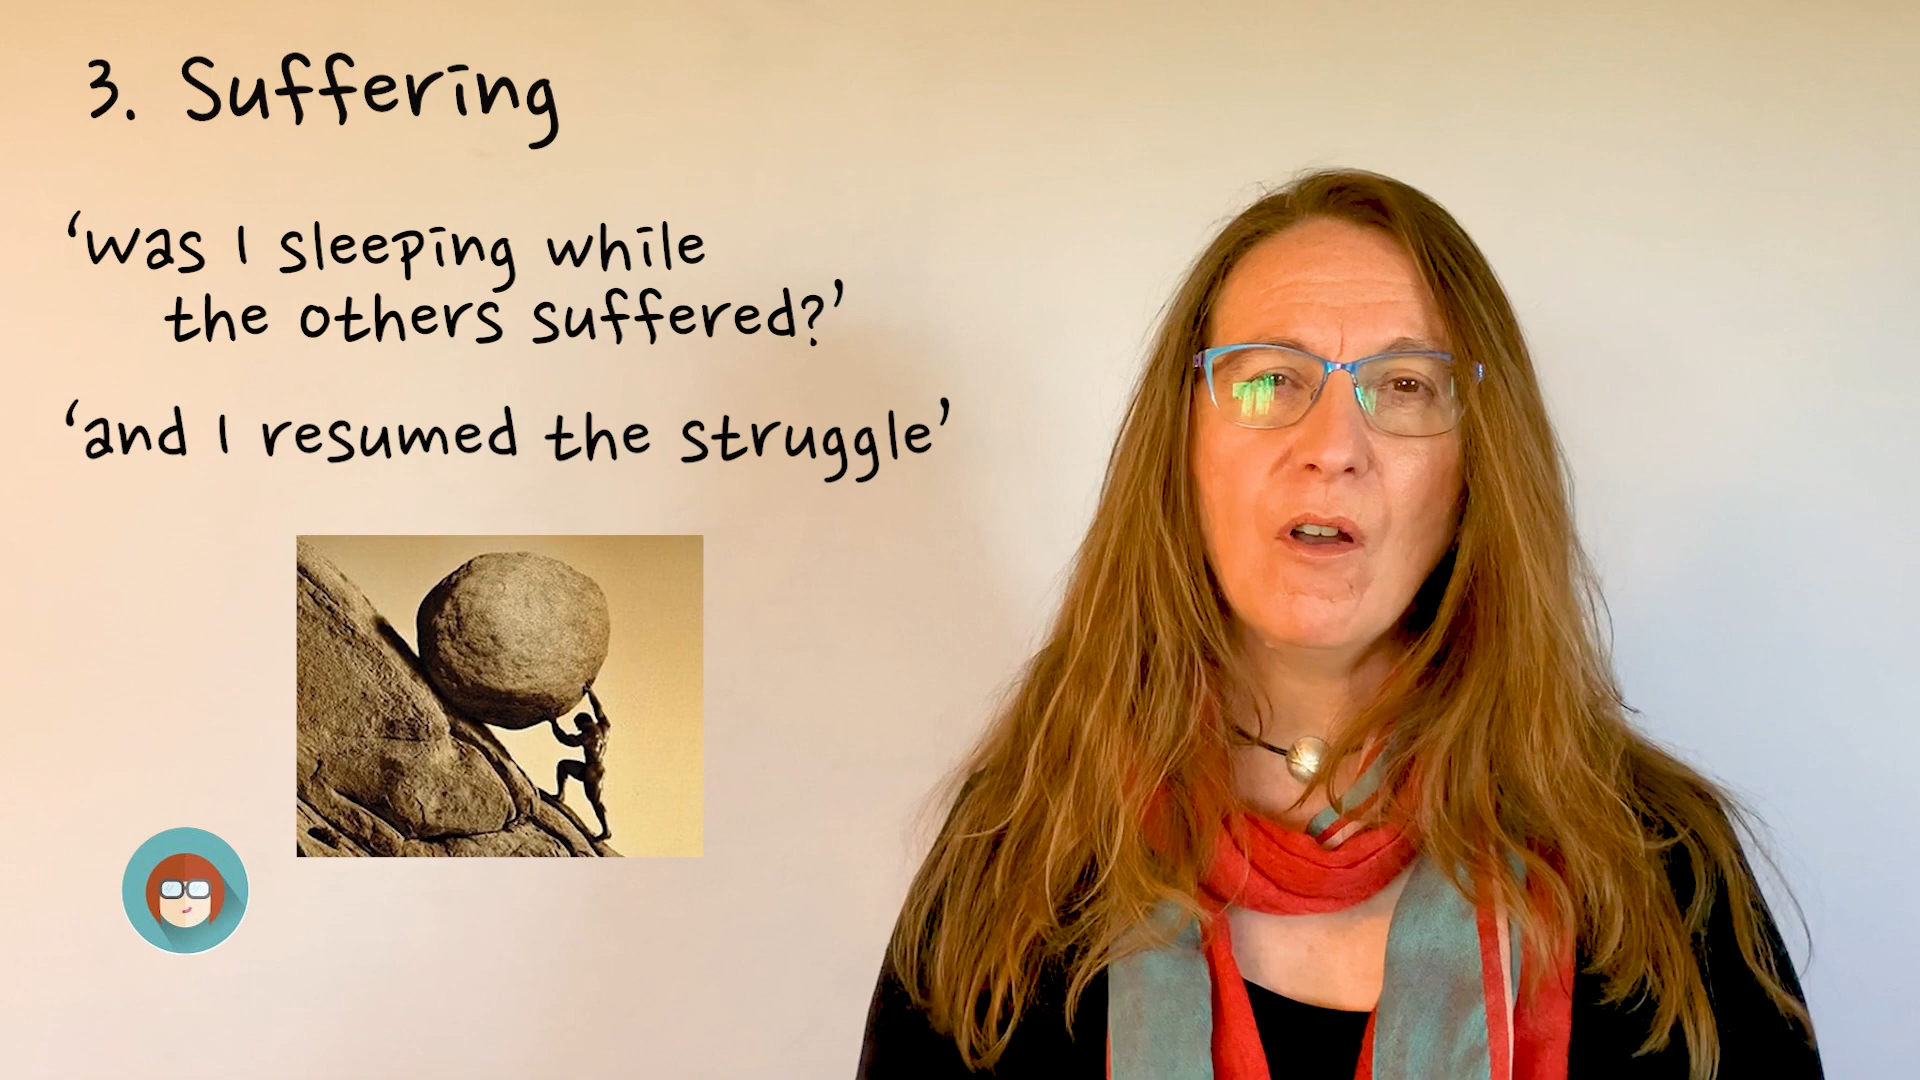 3. Suffering
‘was I sleeping while
the others suffered?’
‘and I resumed the struggle’